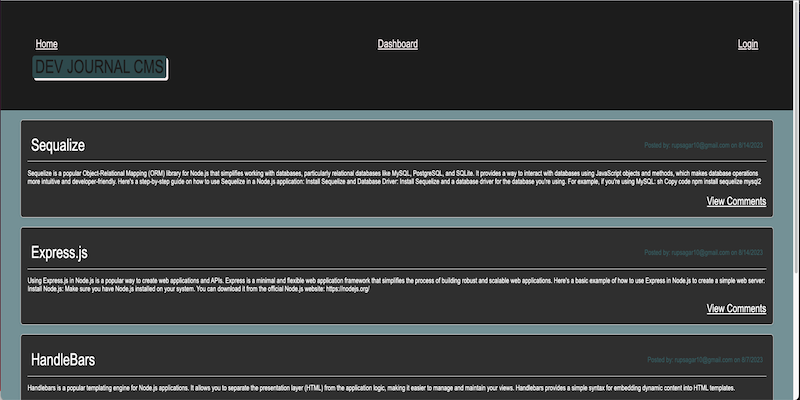 Home Dashboard Login
DEV JOURNAL CMS
Sequalize Posted by: rupsagar10@gmail.com on 8/14/2023
Sequelize is a popular Object-Relational Mapping (ORM) library for Node.js that simplifies working with databases, particularly relational databases like MySQL, PostgreSQL, and SQLite. It provides a way to interact with databases using JavaScript objects and methods, which makes database operations
more intuitive and developer-friendly. Here's a step-by-step guide on how to use Sequelize in a Node.js application: Install Sequelize and Database Driver: Install Sequelize and a database driver for the database you're using. For example, if you're using MySQL: sh Copy code npm install sequelize mysql2
View Comments
Express.js Posted by: rupsagar10@gmail.com on 8/14/2023
Using Express.js in Node.js is a popular way to create web applications and APIs. Express is a minimal and flexible web application framework that simplifies the process of building robust and scalable web applications. Here's a basic example of how to use Express in Node.js to create a simple web server:
Install Node.js: Make sure you have Node.js installed on your system. You can download it from the official Node.js website: https://nodejs.org/
View Comments
HandleBars Posted by: rupsagar10@gmail.com on 8/7/2023
Handlebars is a popular templating engine for Node.js applications. It allows you to separate the presentation layer (HTML) from the application logic, making it easier to manage and maintain your views. Handlebars provides a simple syntax for embedding dynamic content into HTML templates.